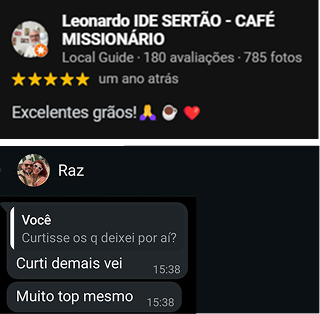 Leonardo IDE SERTÃO - CAFÉ
MISSIONÁRIO
Local Guide · 180 avaliações · 785 fotos
um ano atrás
Excelentes grãos!🙏☕❤️
Raz
Você
Curtisse os q deixei por aí?
Curti demais vei
15:38
Muito top mesmo
15:38